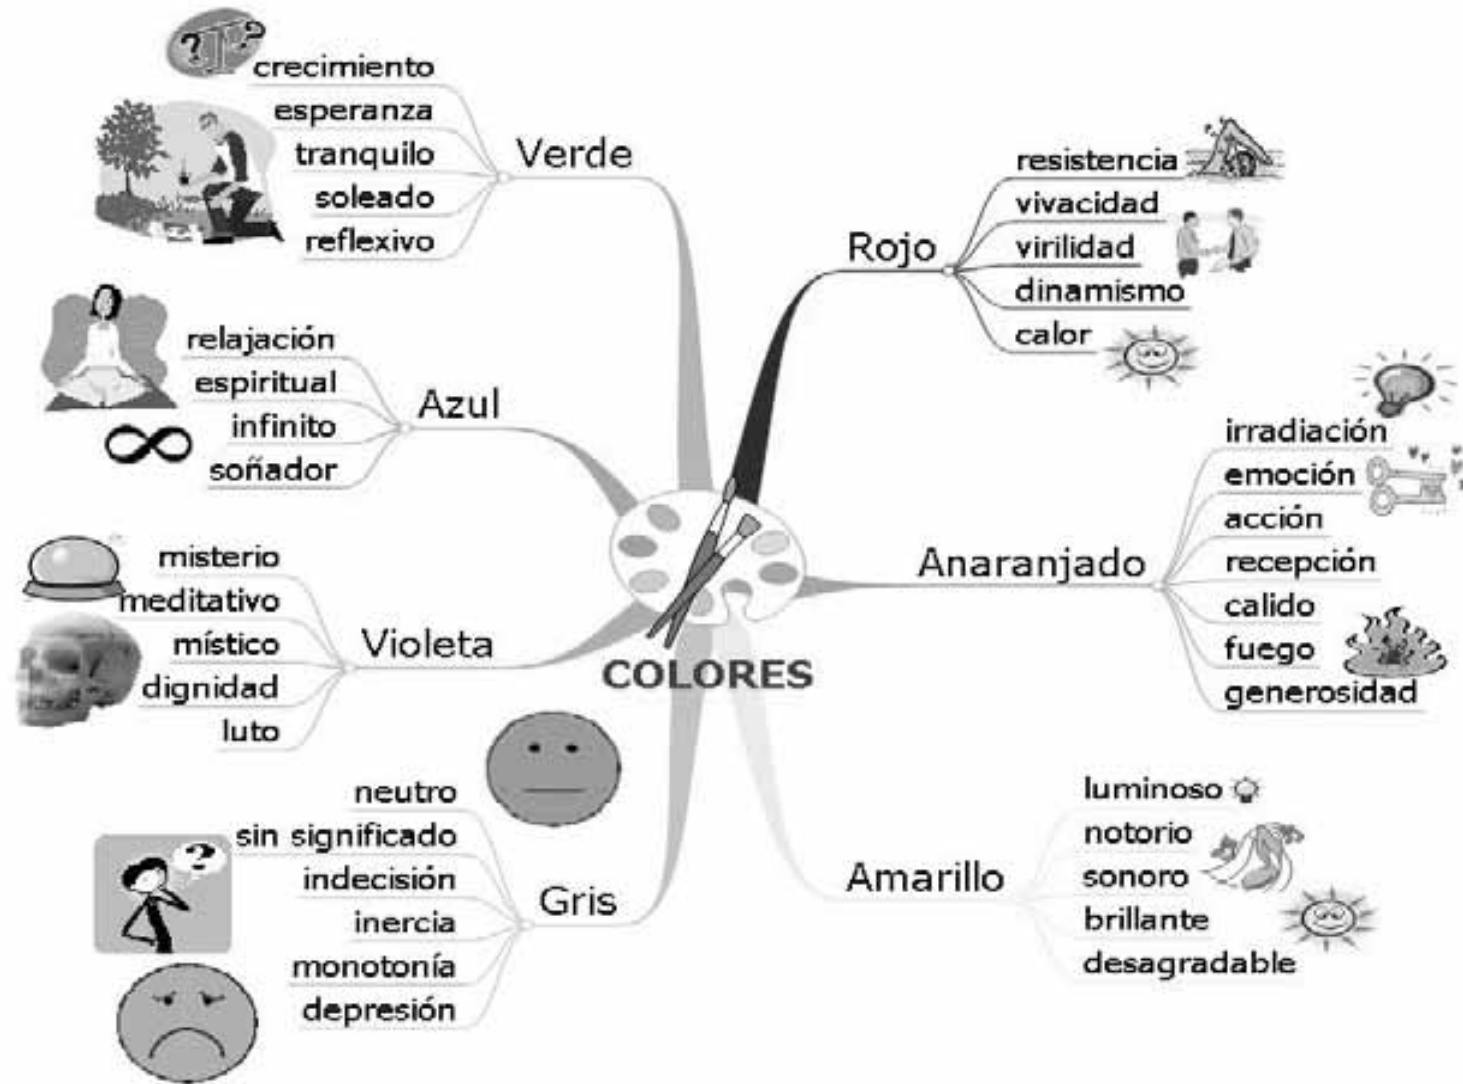 COLORES
Verde
crecimiento
esperanza
tranquilo
soleado
reflexivo
Azul
relajación
espiritual
infinito
soñador
Violeta
misterio
meditativo
místico
dignidad
luto
Gris
neutro
sin significado
indecisión
inercia
monotonía
depresión
Rojo
resistencia
vivacidad
virilidad
dinamismo
calor
Anaranjado
irradiación
emoción
acción
recepción
calido
fuego
generosidad
Amarillo
luminoso
notorio
sonoro
brillante
desagradable